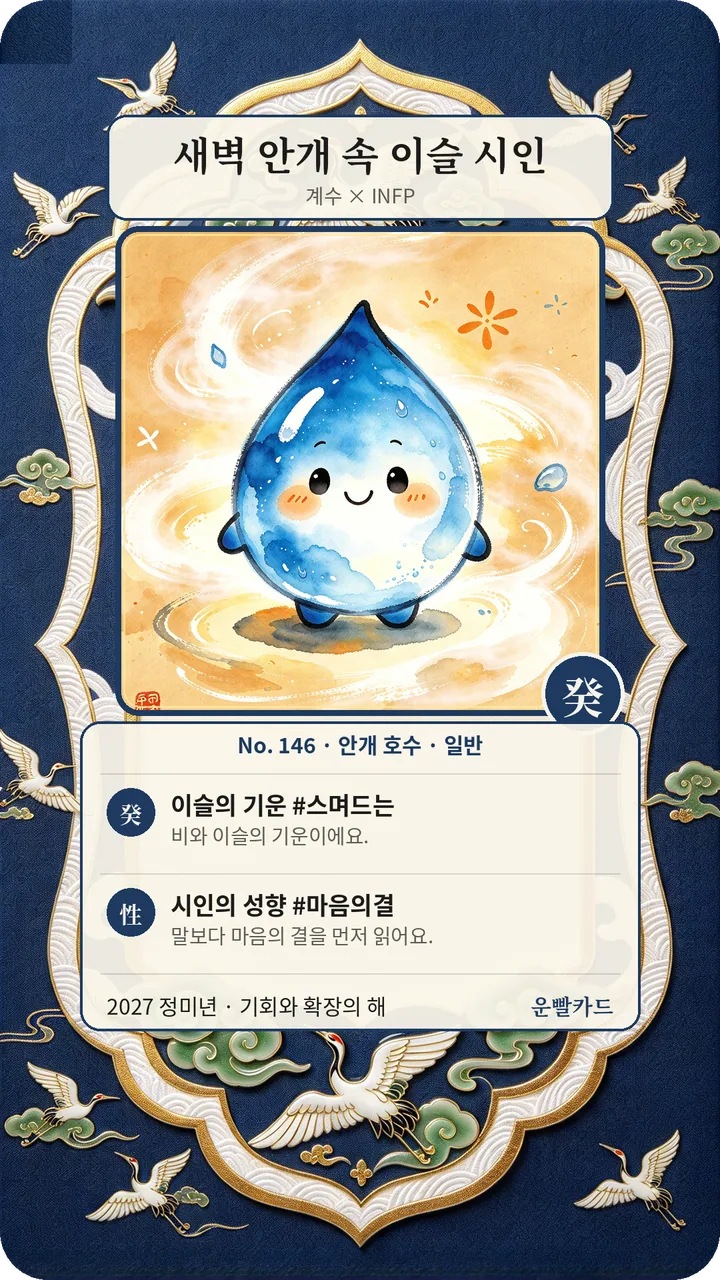 새벽 안개 속 이슬 시인
계수 × INFP
癸
No. 146 · 안개 호수 · 일반
癸
이슬의 기운 #스며드는
비와 이슬의 기운이에요.
性
시인의 성향 #마음의결
말보다 마음의 결을 먼저 읽어요.
2027 정미년 · 기회와 확장의 해
운빨카드